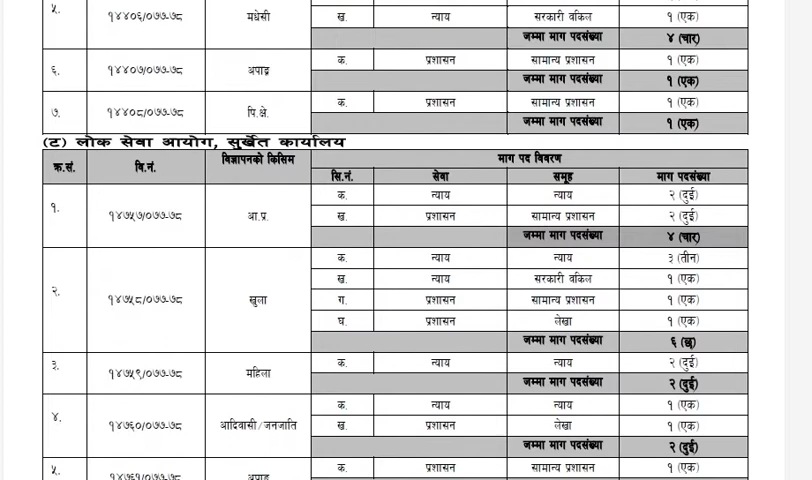 ५. १४४०६/०७७-७८ मधेसी ख. न्याय सरकारी वकिल १ (एक)
जम्मा माग पदसंख्या ४ (चार)
६. १४४०७/०७७-७८ अपाङ्ग क. प्रशासन सामान्य प्रशासन १ (एक)
जम्मा माग पदसंख्या १ (एक)
७. १४४०८/०७७-७८ पि.क्षे. क. प्रशासन सामान्य प्रशासन १ (एक)
जम्मा माग पदसंख्या १ (एक)
(ट) लोक सेवा आयोग, सुर्खेत कार्यालय
क्र.सं. वि.नं. विज्ञापनको किसिम माग पद विवरण
सि.नं. सेवा समूह माग पदसंख्या
१. १४७५७/०७७-७८ आ.प्र. क. न्याय न्याय २ (दुई)
ख. प्रशासन सामान्य प्रशासन २ (दुई)
जम्मा माग पदसंख्या ४ (चार)
२. १४७५८/०७७-७८ खुला क. न्याय न्याय ३ (तीन)
ख. न्याय सरकारी वकिल १ (एक)
ग. प्रशासन सामान्य प्रशासन १ (एक)
घ. प्रशासन लेखा १ (एक)
जम्मा माग पदसंख्या ६ (छ)
३. १४७५९/०७७-७८ महिला क. न्याय न्याय २ (दुई)
जम्मा माग पदसंख्या २ (दुई)
४. १४७६०/०७७-७८ आदिवासी/जनजाति क. न्याय न्याय १ (एक)
ख. प्रशासन लेखा १ (एक)
जम्मा माग पदसंख्या २ (दुई)
५. १४७६१/०७७-७८ अपाङ्ग क. प्रशासन सामान्य प्रशासन १ (एक)